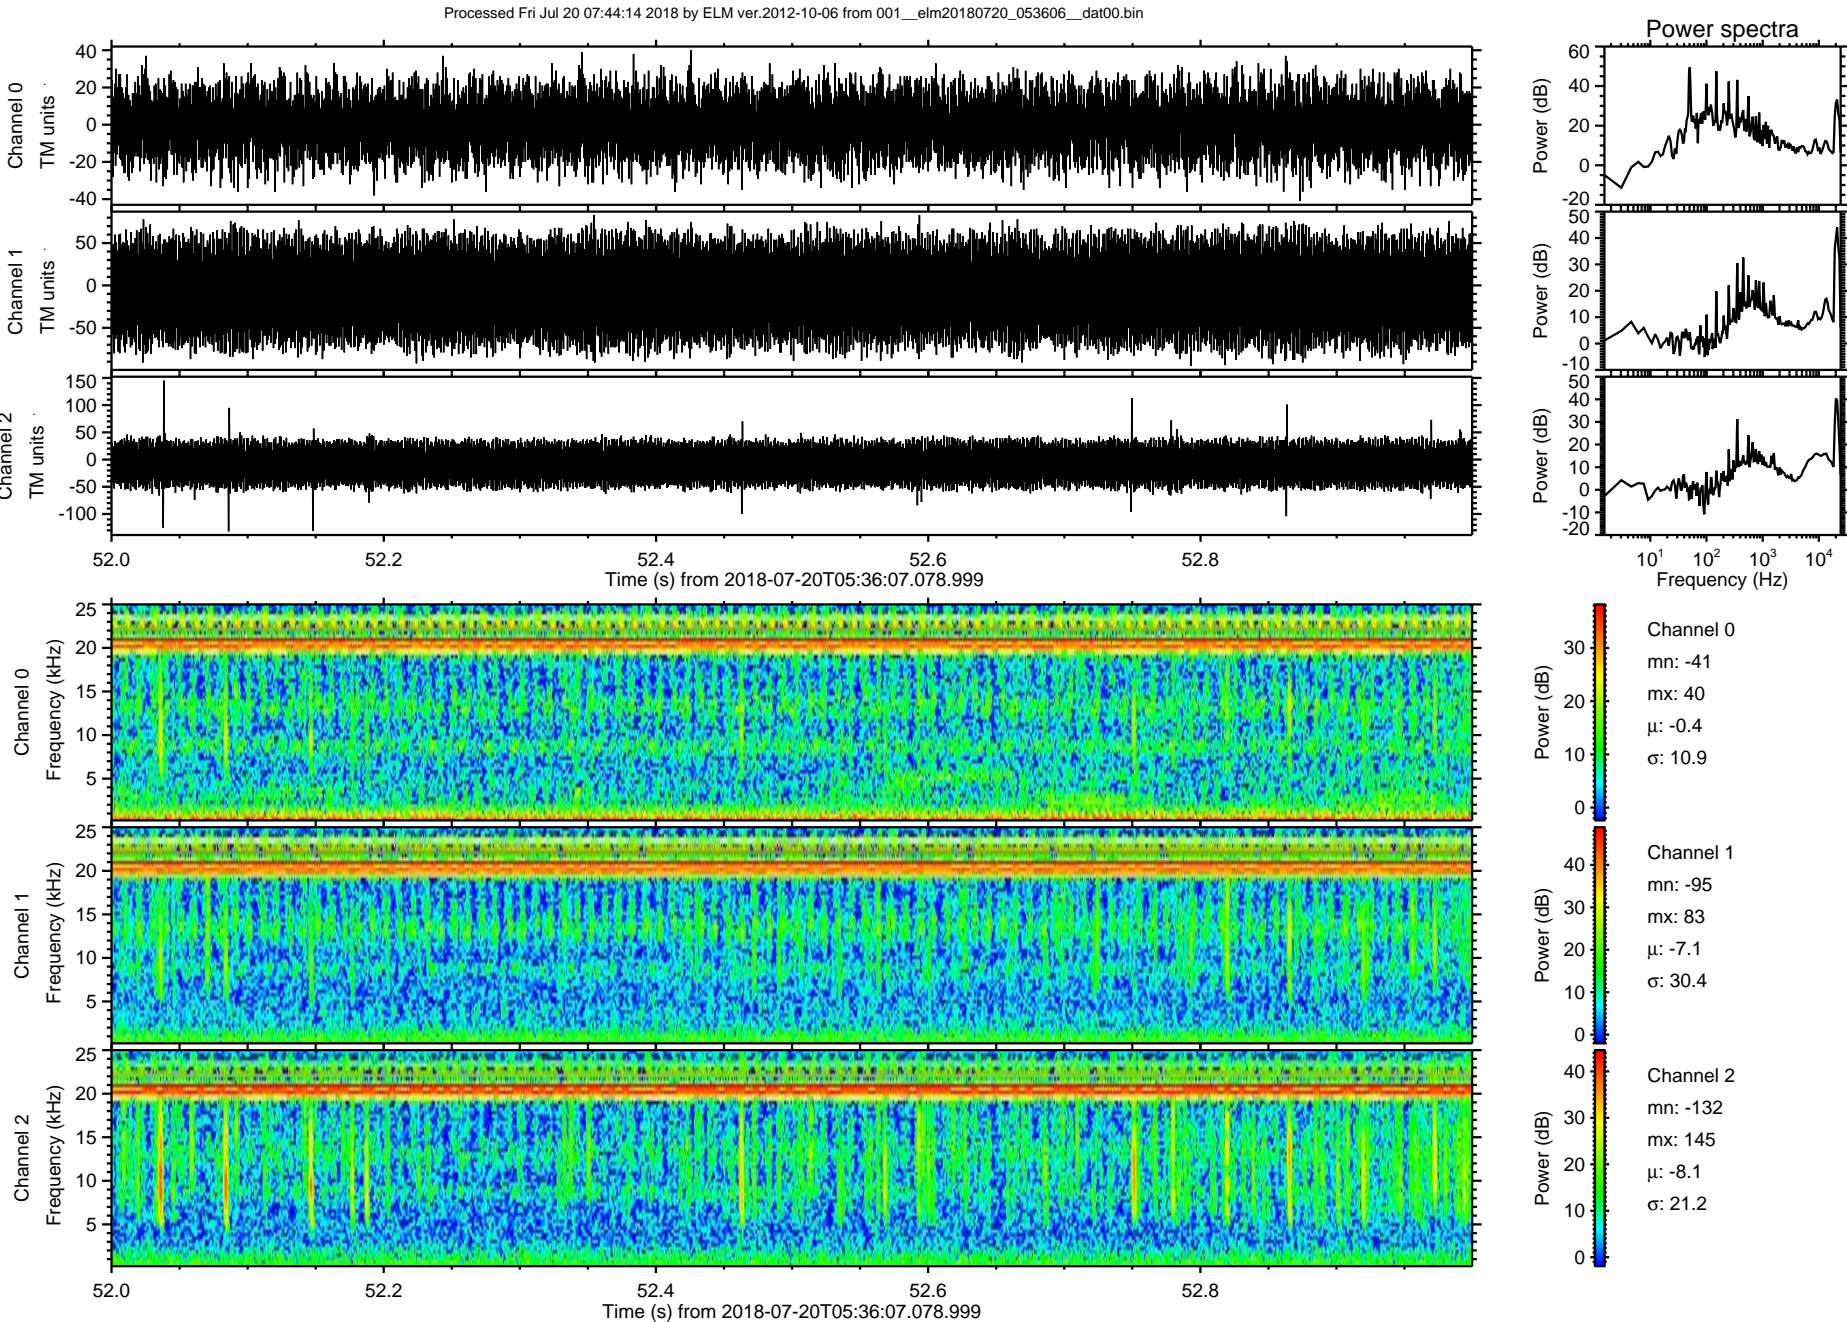 Processed Fri Jul 20 07:44:14 2018 by ELM ver.2012-10-06 from 001__elm20180720_053606__dat00.bin
Power spectra
Channel 0
TM units
40
20
0
-20
-40
Power (dB)
60
40
20
0
-20
Channel 1
TM units
50
0
-50
Power (dB)
50
40
30
20
10
0
-10
Channel 2
TM units
150
100
50
0
-50
-100
Power (dB)
50
40
30
20
10
0
-10
-20
52.0 52.2 52.4 52.6 52.8
Time (s) from 2018-07-20T05:36:07.078.999
10¹ 10² 10³ 10⁴
Frequency (Hz)
Channel 0
Frequency (kHz)
25
20
15
10
5
Power (dB)
30
20
10
0
Channel 0
mn: -41
mx: 40
μ: -0.4
σ: 10.9
Channel 1
Frequency (kHz)
25
20
15
10
5
Power (dB)
40
30
20
10
0
Channel 1
mn: -95
mx: 83
μ: -7.1
σ: 30.4
Channel 2
Frequency (kHz)
25
20
15
10
5
Power (dB)
40
30
20
10
0
Channel 2
mn: -132
mx: 145
μ: -8.1
σ: 21.2
52.0 52.2 52.4 52.6 52.8
Time (s) from 2018-07-20T05:36:07.078.999